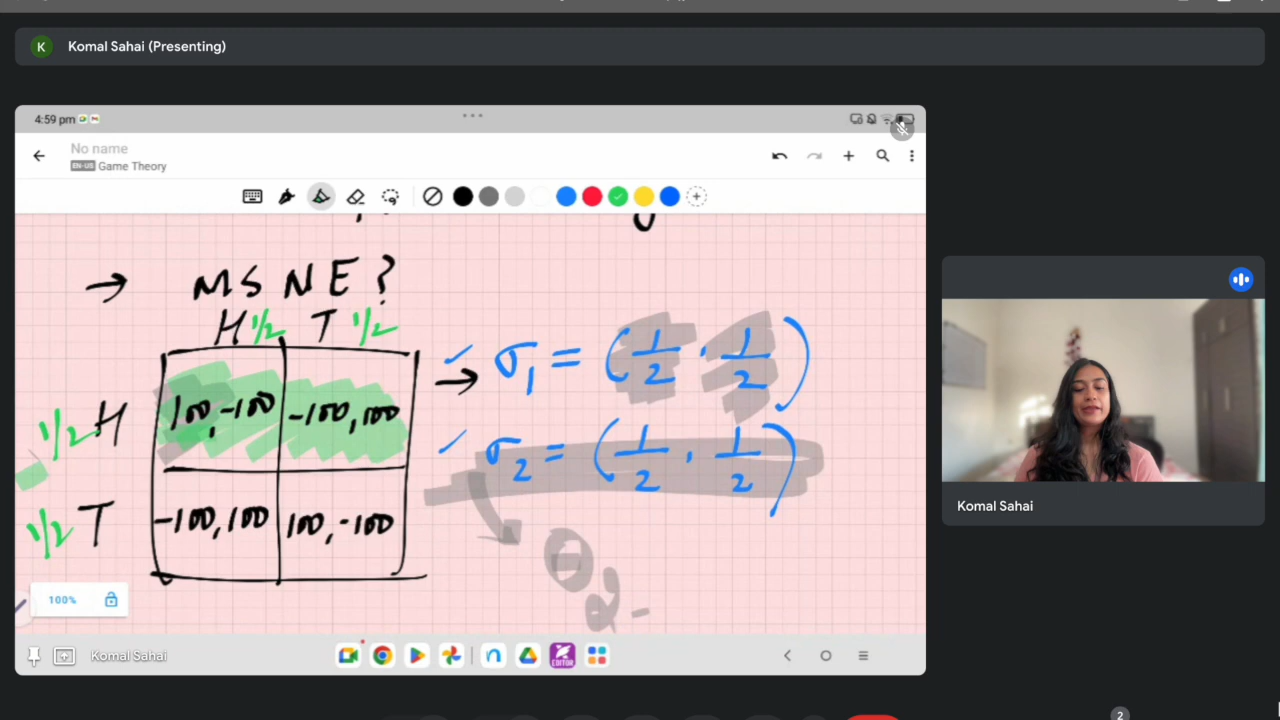 K Komal Sahai (Presenting)
4:59 pm
No name
EN-US Game Theory
→ MSNE?
H 1/2 T 1/2
1/2 H 100, -100 -100, 100
→ σ1 = (1/2, 1/2)
σ2 = (1/2, 1/2)
1/2 T -100, 100 100, -100
100%
Komal Sahai
EDITOR
Komal Sahai
2